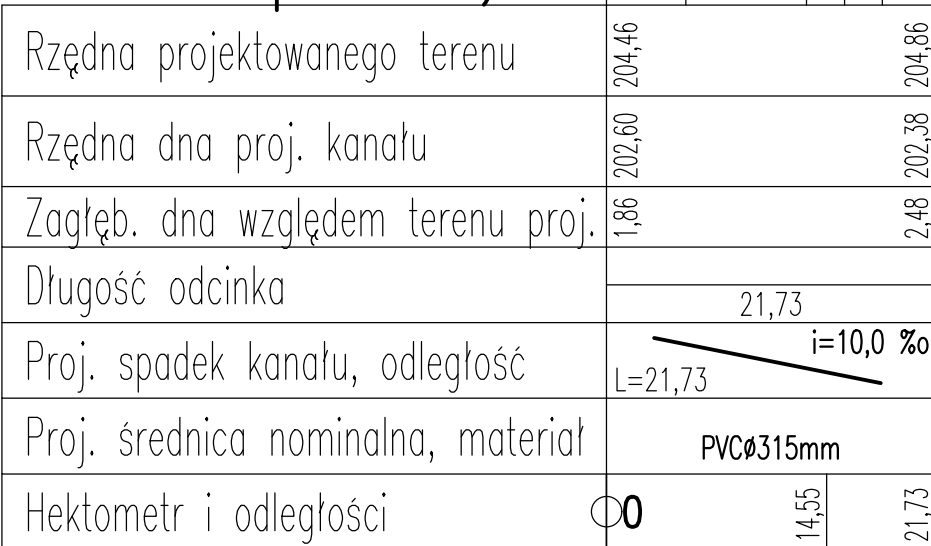 Rzędna projektowanego terenu 204,46 204,86
Rzędna dna proj. kanału 202,60 202,38
Zagłęb. dna względem terenu proj. 1,86 2,48
Długość odcinka 21,73
Proj. spadek kanału, odległość L=21,73 i=10,0 ‰
Proj. średnica nominalna, materiał PVCø315mm
Hektometr i odległości 0 14,55 21,73